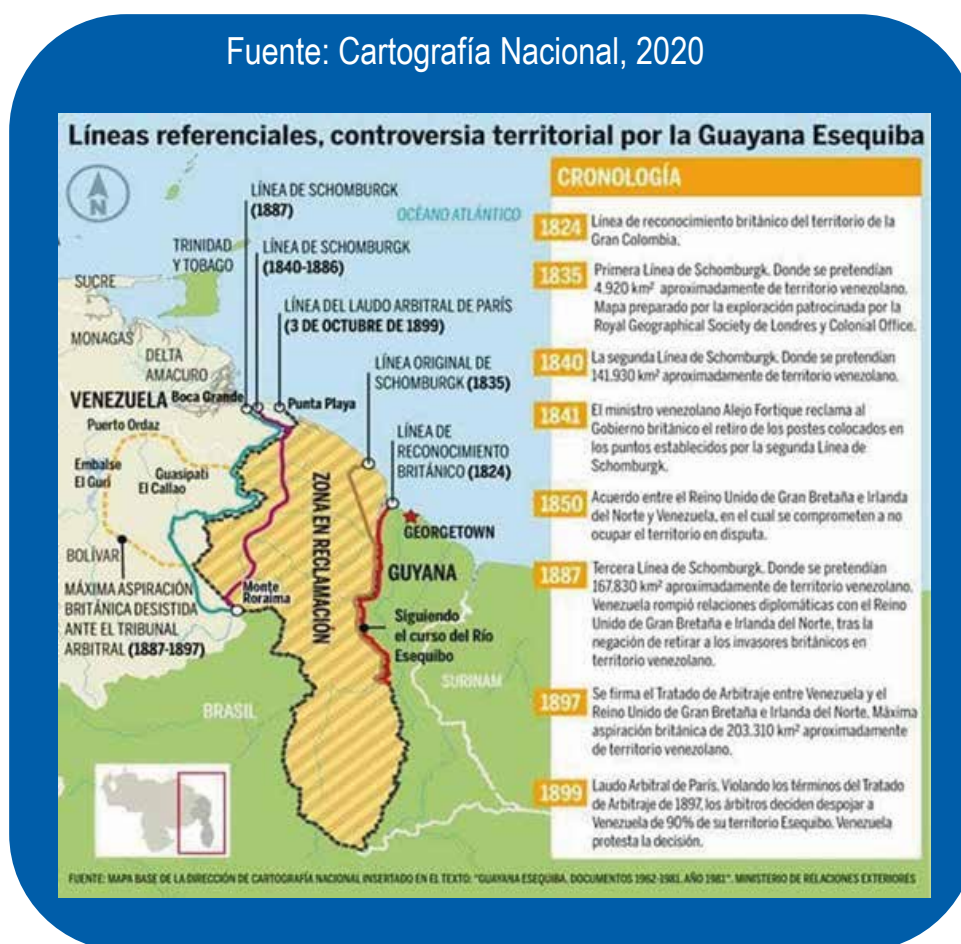 Fuente: Cartografía Nacional, 2020
Líneas referenciales, controversia territorial por la Guayana Esequiba
N
LÍNEA DE SCHOMBURGK
(1887)
OCÉANO ATLÁNTICO
TRINIDAD
Y TOBAGO
LÍNEA DE SCHOMBURGK
(1840-1886)
SUCRE
LÍNEA DEL LAUDO ARBITRAL DE PARÍS
(3 DE OCTUBRE DE 1899)
MONAGAS
DELTA
AMACURO
LÍNEA ORIGINAL DE
SCHOMBURGK (1835)
VENEZUELA
Boca Grande
Punta Playa
Puerto Ordaz
LÍNEA DE
RECONOCIMIENTO
BRITÁNICO (1824)
Embalse
El Guri
Guasipati
El Callao
ZONA EN RECLAMACIÓN
GEORGETOWN
BOLÍVAR
GUYANA
MÁXIMA ASPIRACIÓN
BRITÁNICA DESISTIDA
ANTE EL TRIBUNAL
ARBITRAL (1887-1897)
Monte
Roraima
Siguiendo
el curso del Río
Esequibo
SURINAM
BRASIL
CRONOLOGÍA
1824 Línea de reconocimiento británico del territorio de la
Gran Colombia.
1835 Primera Línea de Schomburgk. Donde se pretendían
4.920 km² aproximadamente de territorio venezolano.
Mapa preparado por la exploración patrocinada por la
Royal Geographical Society de Londres y Colonial Office.
1840 La segunda Línea de Schomburgk. Donde se pretendían
141.930 km² aproximadamente de territorio venezolano.
1841 El ministro venezolano Alejo Fortique reclama al
Gobierno británico el retiro de los postes colocados en
los puntos establecidos por la segunda Línea de
Schomburgk.
1850 Acuerdo entre el Reino Unido de Gran Bretaña e Irlanda
del Norte y Venezuela, en el cual se comprometen a no
ocupar el territorio en disputa.
1887 Tercera Línea de Schomburgk. Donde se pretendían
167.830 km² aproximadamente de territorio venezolano.
Venezuela rompió relaciones diplomáticas con el Reino
Unido de Gran Bretaña e Irlanda del Norte, tras la
negación de retirar a los invasores británicos en
territorio venezolano.
1897 Se firma el Tratado de Arbitraje entre Venezuela y el
Reino Unido de Gran Bretaña e Irlanda del Norte. Máxima
aspiración británica de 203.310 km² aproximadamente
de territorio venezolano.
1899 Laudo Arbitral de París. Violando los términos del Tratado
de Arbitraje de 1897, los árbitros deciden despojar a
Venezuela de 90% de su territorio Esequibo. Venezuela
protesta la decisión.
FUENTE: MAPA BASE DE LA DIRECCIÓN DE CARTOGRAFÍA NACIONAL INSERTADO EN EL TEXTO: "GUAYANA ESEQUIBA. DOCUMENTOS 1962-1981. AÑO 1981". MINISTERIO DE RELACIONES EXTERIORES